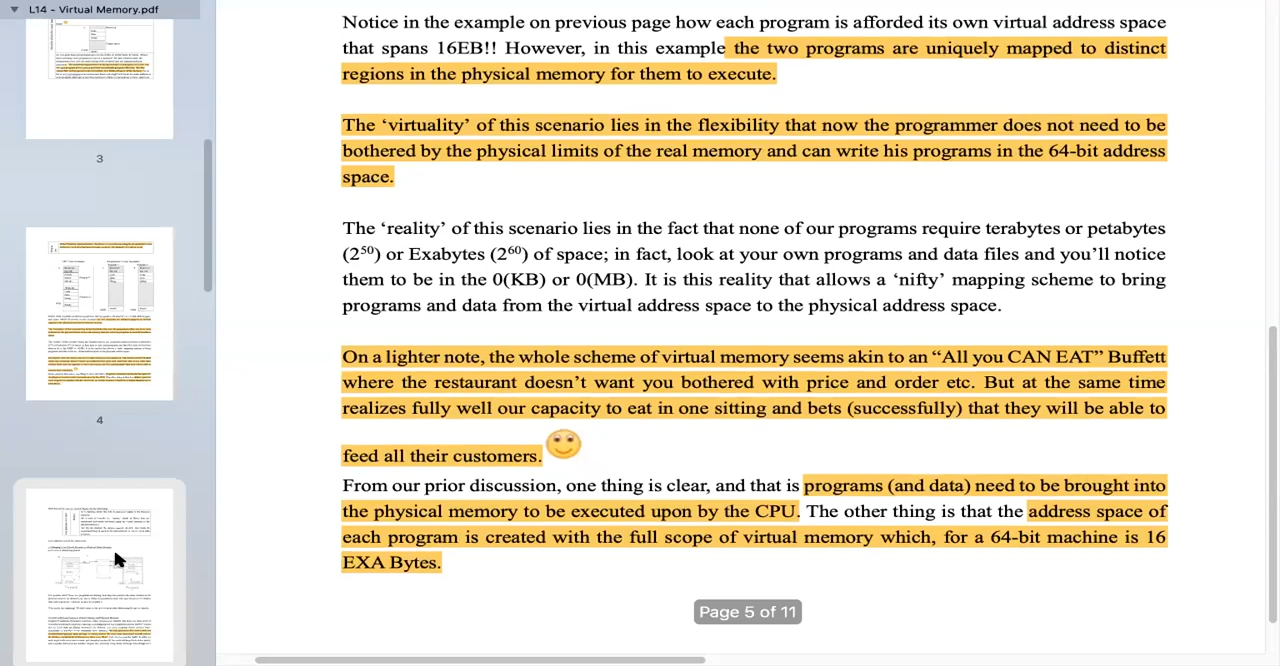 L14 - Virtual Memory.pdf
3
4
Notice in the example on previous page how each program is afforded its own virtual address space
that spans 16EB!! However, in this example the two programs are uniquely mapped to distinct
regions in the physical memory for them to execute.
The ‘virtuality’ of this scenario lies in the flexibility that now the programmer does not need to be
bothered by the physical limits of the real memory and can write his programs in the 64-bit address
space.
The ‘reality’ of this scenario lies in the fact that none of our programs require terabytes or petabytes
(2⁵⁰) or Exabytes (2⁶⁰) of space; in fact, look at your own programs and data files and you’ll notice
them to be in the 0(KB) or 0(MB). It is this reality that allows a ‘nifty’ mapping scheme to bring
programs and data from the virtual address space to the physical address space.
On a lighter note, the whole scheme of virtual memory seems akin to an “All you CAN EAT” Buffett
where the restaurant doesn’t want you bothered with price and order etc. But at the same time
realizes fully well our capacity to eat in one sitting and bets (successfully) that they will be able to
feed all their customers.
From our prior discussion, one thing is clear, and that is programs (and data) need to be brought into
the physical memory to be executed upon by the CPU. The other thing is that the address space of
each program is created with the full scope of virtual memory which, for a 64-bit machine is 16
EXA Bytes.
Page 5 of 11